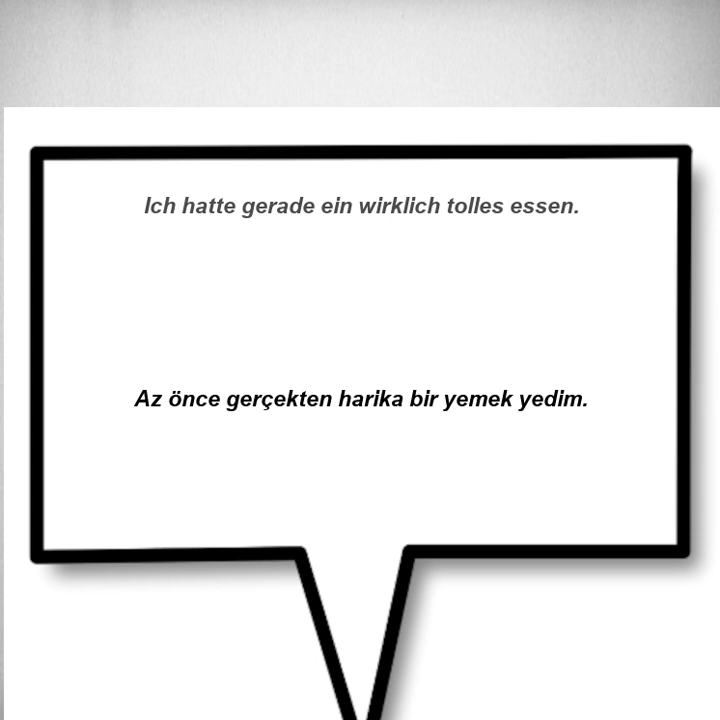 Ich hatte gerade ein wirklich tolles essen.
Az önce gerçekten harika bir yemek yedim.